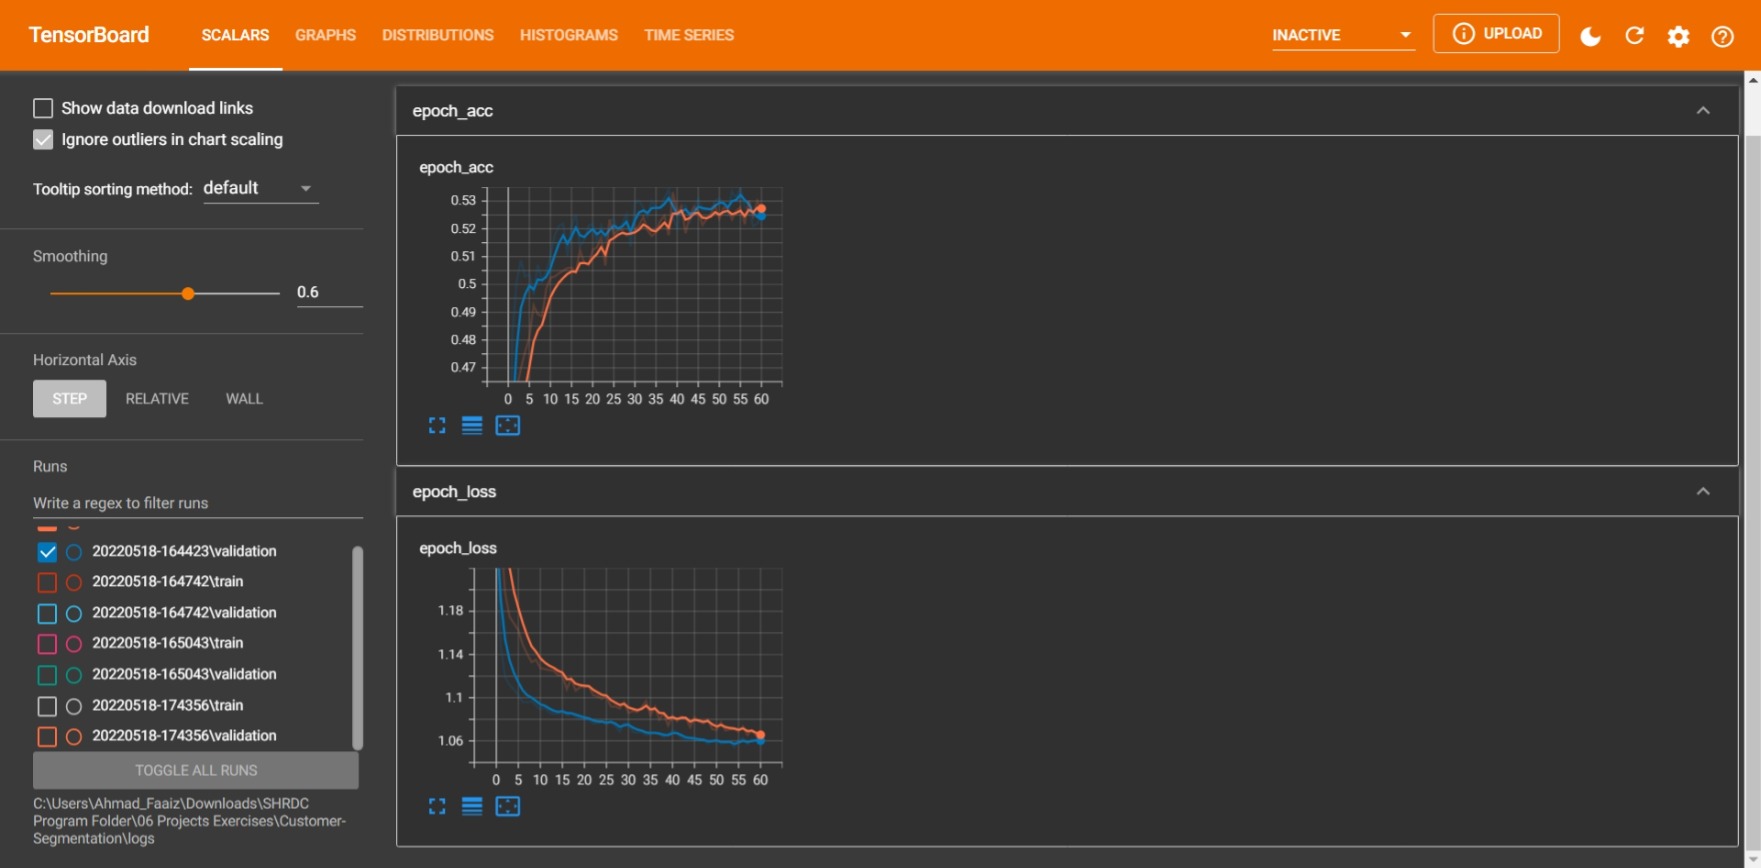 TensorBoard SCALARS GRAPHS DISTRIBUTIONS HISTOGRAMS TIME SERIES INACTIVE UPLOAD
Show data download links
Ignore outliers in chart scaling
Tooltip sorting method: default
Smoothing
0.6
Horizontal Axis
STEP RELATIVE WALL
Runs
Write a regex to filter runs
20220518-164423\validation
20220518-164742\train
20220518-164742\validation
20220518-165043\train
20220518-165043\validation
20220518-174356\train
20220518-174356\validation
TOGGLE ALL RUNS
C:\Users\Ahmad_Faaiz\Downloads\SHRDC
Program Folder\06 Projects Exercises\Customer-
Segmentation\logs
epoch_acc
epoch_acc
0.53
0.52
0.51
0.5
0.49
0.48
0.47
0 5 10 15 20 25 30 35 40 45 50 55 60
epoch_loss
epoch_loss
1.18
1.14
1.1
1.06
0 5 10 15 20 25 30 35 40 45 50 55 60